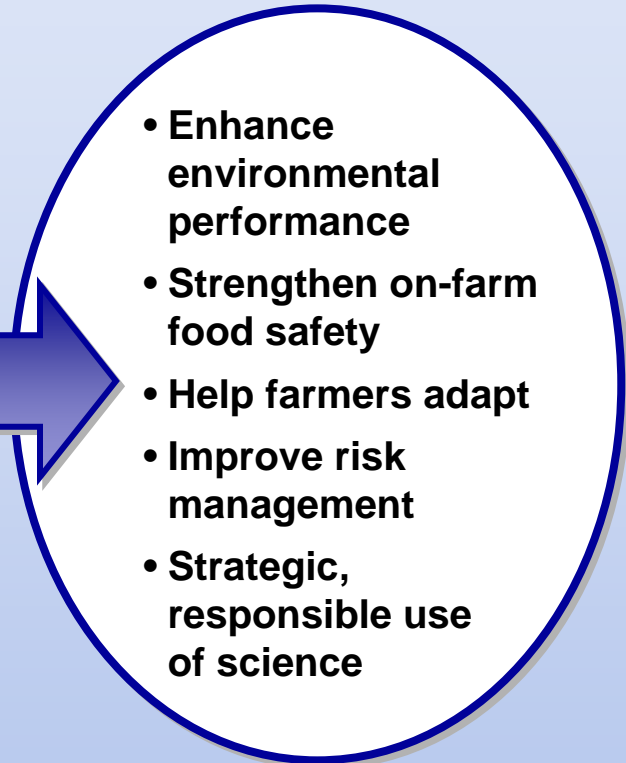 • Enhance
environmental
performance
• Strengthen on-farm
food safety
• Help farmers adapt
• Improve risk
management
• Strategic,
responsible use
of science